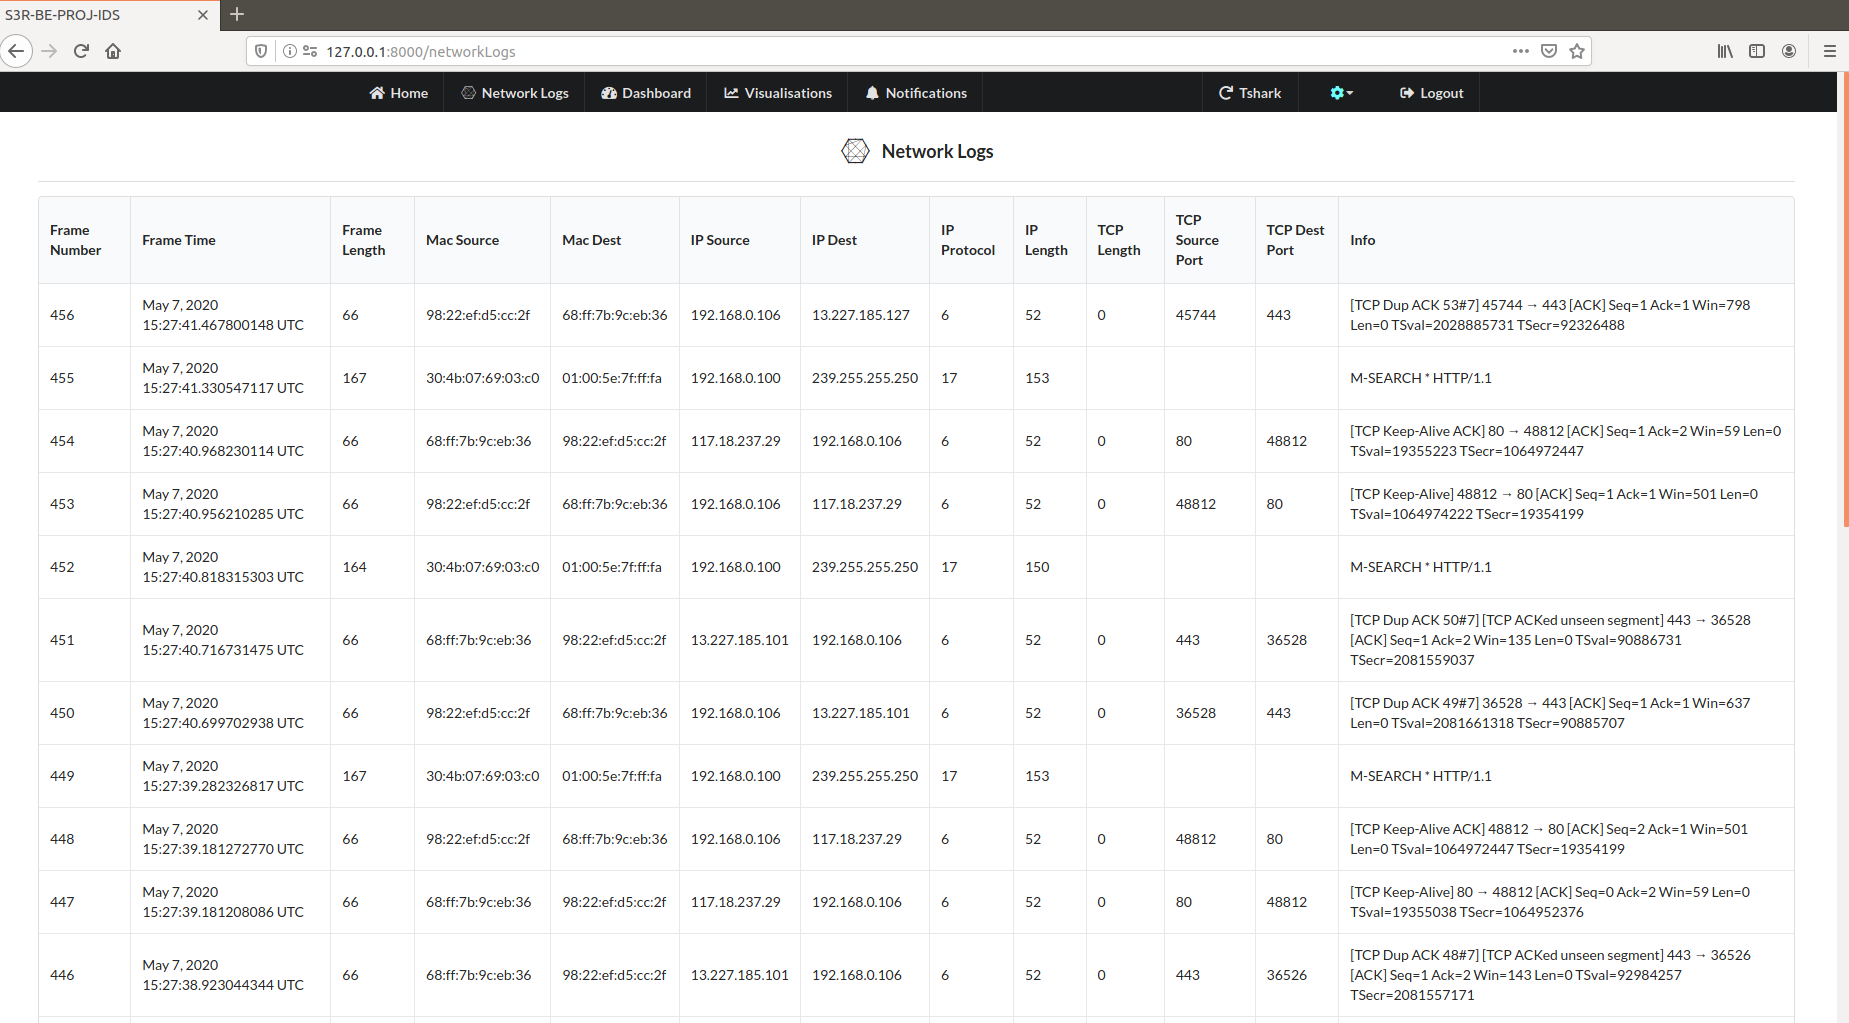 S3R-BE-PROJ-IDS
127.0.0.1:8000/networkLogs
Home Network Logs Dashboard Visualisations Notifications Tshark Logout
Network Logs
Frame Number Frame Time Frame Length Mac Source Mac Dest IP Source IP Dest IP Protocol IP Length TCP Length TCP Source Port TCP Dest Port Info
456 May 7, 2020 15:27:41.467800148 UTC 66 98:22:ef:d5:cc:2f 68:ff:7b:9c:eb:36 192.168.0.106 13.227.185.127 6 52 0 45744 443 [TCP Dup ACK 53#7] 45744 → 443 [ACK] Seq=1 Ack=1 Win=798 Len=0 TSval=2028885731 TSecr=92326488
455 May 7, 2020 15:27:41.330547117 UTC 167 30:4b:07:69:03:c0 01:00:5e:7f:ff:fa 192.168.0.100 239.255.255.250 17 153 M-SEARCH * HTTP/1.1
454 May 7, 2020 15:27:40.968230114 UTC 66 68:ff:7b:9c:eb:36 98:22:ef:d5:cc:2f 117.18.237.29 192.168.0.106 6 52 0 80 48812 [TCP Keep-Alive ACK] 80 → 48812 [ACK] Seq=1 Ack=2 Win=59 Len=0 TSval=19355223 TSecr=1064972447
453 May 7, 2020 15:27:40.956210285 UTC 66 98:22:ef:d5:cc:2f 68:ff:7b:9c:eb:36 192.168.0.106 117.18.237.29 6 52 0 48812 80 [TCP Keep-Alive] 48812 → 80 [ACK] Seq=1 Ack=1 Win=501 Len=0 TSval=1064974222 TSecr=19354199
452 May 7, 2020 15:27:40.818315303 UTC 164 30:4b:07:69:03:c0 01:00:5e:7f:ff:fa 192.168.0.100 239.255.255.250 17 150 M-SEARCH * HTTP/1.1
451 May 7, 2020 15:27:40.716731475 UTC 66 68:ff:7b:9c:eb:36 98:22:ef:d5:cc:2f 13.227.185.101 192.168.0.106 6 52 0 443 36528 [TCP Dup ACK 50#7] [TCP ACKed unseen segment] 443 → 36528 [ACK] Seq=1 Ack=2 Win=135 Len=0 TSval=90886731 TSecr=2081559037
450 May 7, 2020 15:27:40.699702938 UTC 66 98:22:ef:d5:cc:2f 68:ff:7b:9c:eb:36 192.168.0.106 13.227.185.101 6 52 0 36528 443 [TCP Dup ACK 49#7] 36528 → 443 [ACK] Seq=1 Ack=1 Win=637 Len=0 TSval=2081661318 TSecr=90885707
449 May 7, 2020 15:27:39.282326817 UTC 167 30:4b:07:69:03:c0 01:00:5e:7f:ff:fa 192.168.0.100 239.255.255.250 17 153 M-SEARCH * HTTP/1.1
448 May 7, 2020 15:27:39.181272770 UTC 66 98:22:ef:d5:cc:2f 68:ff:7b:9c:eb:36 192.168.0.106 117.18.237.29 6 52 0 48812 80 [TCP Keep-Alive ACK] 48812 → 80 [ACK] Seq=2 Ack=1 Win=501 Len=0 TSval=1064972447 TSecr=19354199
447 May 7, 2020 15:27:39.181208086 UTC 66 68:ff:7b:9c:eb:36 98:22:ef:d5:cc:2f 117.18.237.29 192.168.0.106 6 52 0 80 48812 [TCP Keep-Alive] 80 → 48812 [ACK] Seq=0 Ack=2 Win=59 Len=0 TSval=19355038 TSecr=1064952376
446 May 7, 2020 15:27:38.923044344 UTC 66 68:ff:7b:9c:eb:36 98:22:ef:d5:cc:2f 13.227.185.101 192.168.0.106 6 52 0 443 36526 [TCP Dup ACK 48#7] [TCP ACKed unseen segment] 443 → 36526 [ACK] Seq=1 Ack=2 Win=143 Len=0 TSval=92984257 TSecr=2081557171